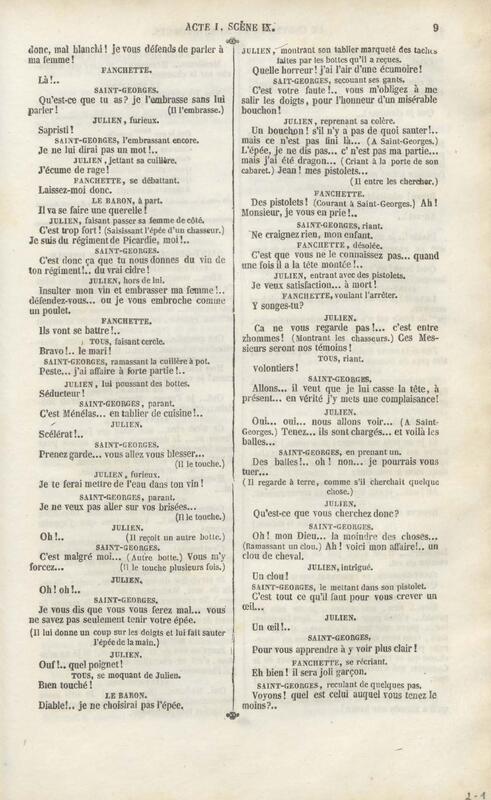 ACTE I, SCÈNE IX.
9
donc, mal blanchi! je vous défends de parler à
ma femme!
FANCHETTE.
Là!..
SAINT-GEORGES.
Qu'est-ce que tu as? je l'embrasse sans lui
parler!
(Il l'embrasse.)
JULIEN, furieux.
Sapristi!
SAINT-GEORGES, l'embrassant encore.
Je ne lui dirai pas un mot!..
JULIEN, jettant sa cuillère.
J'écume de rage!
FANCHETTE, se débattant.
Laissez-moi donc.
LE BARON, à part.
Il va se faire une querelle!
JULIEN, faisant passer sa femme de côté.
C'est trop fort! (Saisissant l'épée d'un chasseur.)
Je suis du régiment de Picardie, moi!..
SAINT-GEORGES.
C'est donc ça que tu nous donnes du vin de
ton régiment!.. du vrai cidre!
JULIEN, hors de lui.
Insulter mon vin et embrasser ma femme!..
défendez-vous... ou je vous embroche comme
un poulet.
FANCHETTE.
Ils vont se battre!..
TOUS, faisant cercle.
Bravo!.. le mari!
SAINT-GEORGES, ramassant la cuillère à pot.
Peste... j'ai affaire à forte partie!..
JULIEN, lui poussant des bottes.
Séducteur!
SAINT-GEORGES, parant.
C'est Ménélas... en tablier de cuisine!..
JULIEN.
Scélérat!..
SAINT-GEORGES.
Prenez garde... vous allez vous blesser...
(Il le touche.)
JULIEN, furieux.
Je te ferai mettre de l'eau dans ton vin!
SAINT-GEORGES, parant.
Je ne veux pas aller sur vos brisées...
(Il le touche.)
JULIEN.
Oh!..
(Il reçoit un autre botte.)
SAINT-GEORGES.
C'est malgré moi... (Autre botte.) Vous m'y
forcez...
(Il le touche plusieurs fois.)
JULIEN.
Oh! oh!..
SAINT-GEORGES.
Je vous dis que vous vous ferez mal... vous
ne savez pas seulement tenir votre épée.
(Il lui donne un coup sur les doigts et lui fait sauter
l'épée de la main.)
JULIEN.
Ouf!.. quel poignet!
TOUS, se moquant de Julien.
Bien touché!
LE BARON.
Diable!.. je ne choisirai pas l'épée.
JULIEN, montrant son tablier marqueté des taches
faites par les bottes qu'il a reçues.
Quelle horreur! j'ai l'air d'une écumoire!
SAIT-GEORGES, secouant ses gants.
C'est votre faute!.. vous m'obligez à me
salir les doigts, pour l'honneur d'un misérable
bouchon!
JULIEN, reprenant sa colère.
Un bouchon! s'il n'y a pas de quoi sauter!..
mais ce n'est pas fini là... (A Saint-Georges.)
L'épée, je ne dis pas... c'n'est pas ma partie...
mais j'ai été dragon... (Criant à la porte de son
cabaret.) Jean! mes pistolets...
(Il entre les chercher.)
FANCHETTE.
Des pistolets! (Courant à Saint-Georges.) Ah!
Monsieur, je vous en prie!..
SAINT-GEORGES, riant.
Ne craignez rien, mon enfant.
FANCHETTE, désolée.
C'est que vous ne le connaissez pas... quand
une fois il a la tête montée!..
JULIEN, entrant avec des pistolets.
Je veux satisfaction... à mort!
FANCHETTE, voulant l'arrêter.
Y songes-tu?
JULIEN.
Ca ne vous regarde pas!... c'est entre
zhommes! (Montrant les chasseurs.) Ces Mes-
sieurs seront nos témoins!
TOUS, riant.
volontiers!
SAINT-GEORGES.
Allons... il veut que je lui casse la tête, à
présent... en vérité j'y mets une complaisance!
JULIEN.
Oui... oui... nous allons voir... (A Saint-
Georges.) Tenez... ils sont chargés... et voilà les
balles...
SAINT-GEORGES, en prenant un.
Des balles!.. oh! non... je pourrais vous
tuer...
(Il regarde à terre, comme s'il cherchait quelque
chose.)
JULIEN.
Qu'est-ce que vous cherchez donc?
SAINT-GEORGES.
Oh! mon Dieu... la moindre des choses...
(Ramassant un clou.) Ah! voici mon affaire!.. un
clou de cheval.
JULIEN, intrigué.
Un clou!
SAINT-GEORGES, le mettant dans son pistolet.
C'est tout ce qu'il faut pour vous crever un
œil...
JULIEN.
Un œil!..
SAINT-GEORGES,
Pour vous apprendre à y voir plus clair!
FANCHETTE, se récriant.
Eh bien! il sera joli garçon.
SAINT-GEORGES, reculant de quelques pas.
Voyons! quel est celui auquel vous tenez le
moins?..
2-1